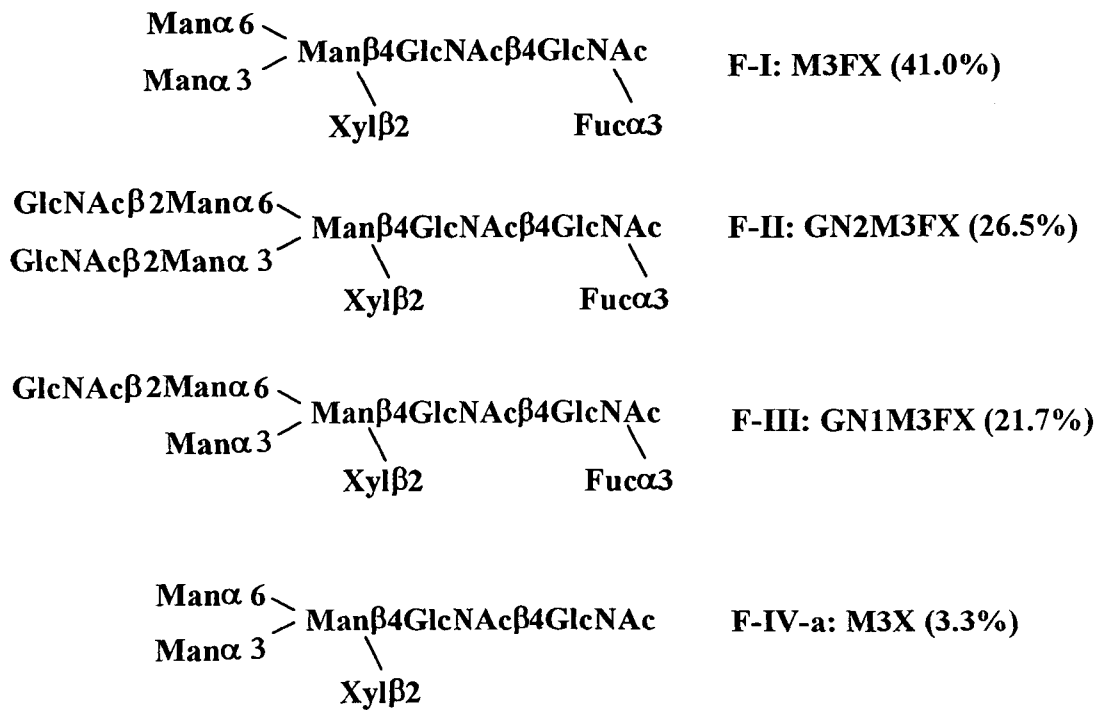 Manα 6
Manβ4GlcNAcβ4GlcNAc
Manα 3
Xylβ2
Fucα3
F-I: M3FX (41.0%)
GlcNAcβ2Manα 6
Manβ4GlcNAcβ4GlcNAc
GlcNAcβ2Manα 3
Xylβ2
Fucα3
F-II: GN2M3FX (26.5%)
GlcNAcβ2Manα 6
Manβ4GlcNAcβ4GlcNAc
Manα 3
Xylβ2
Fucα3
F-III: GN1M3FX (21.7%)
Manα 6
Manβ4GlcNAcβ4GlcNAc
Manα 3
Xylβ2
F-IV-a: M3X (3.3%)